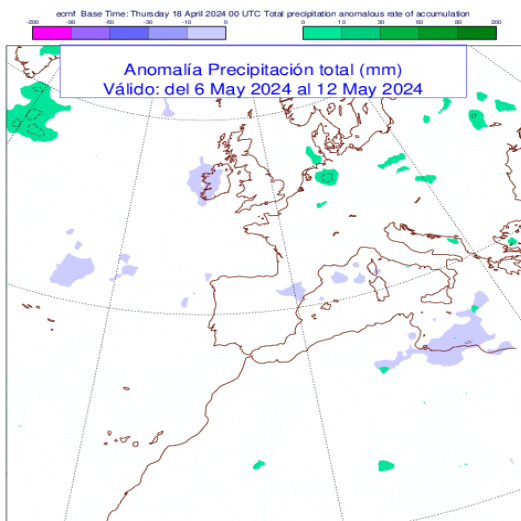 ecmf Base Time: Thursday 18 April 2024 00 UTC Total precipitation anomalous rate of accumulation
-200 -90 -60 -30 -10 0 0 10 30 60 90 200
Anomalía Precipitación total (mm)
Válido: del 6 May 2024 al 12 May 2024